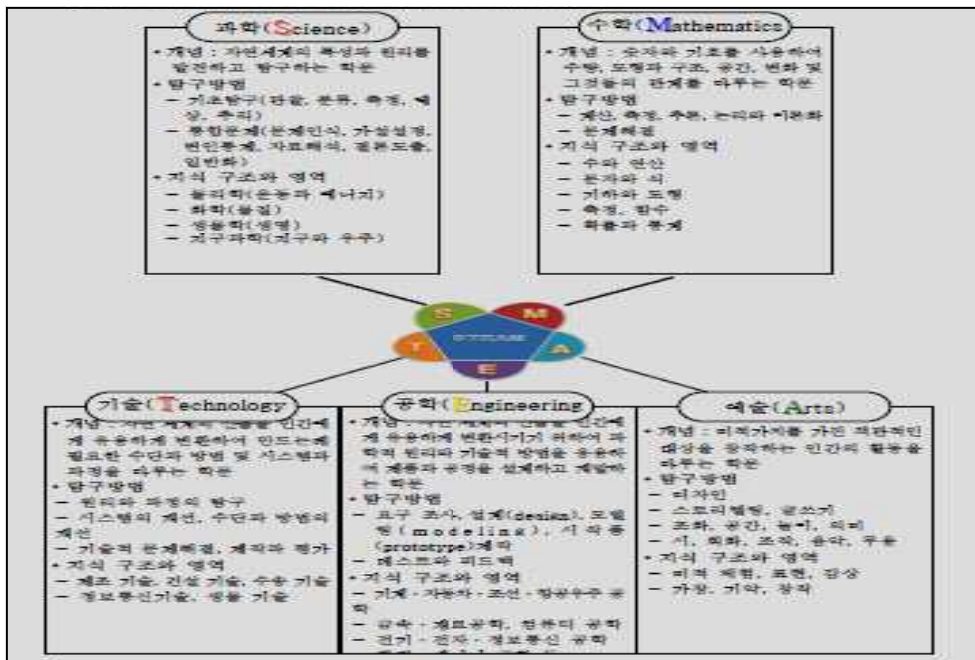 과학(Science)
• 개념 : 자연세계의 특성과 원리를
발견하고 탐구하는 학문
• 탐구방법
– 기초탐구(관찰, 분류, 측정, 예
상, 추리)
– 통합문제(문제인식, 가설설정,
변인통제, 자료해석, 결론도출,
일반화)
• 지식 구조와 영역
– 물리학(운동과 에너지)
– 화학(물질)
– 생물학(생명)
– 지구과학(지구와 우주)
수학(Mathematics
• 개념 : 숫자와 기호를 사용하여
수량, 도형과 구조, 공간, 변화 및
그것들의 관계를 다루는 학문
• 탐구방법
– 계산, 측정, 추론, 논리와 이론화
– 문제해결
• 지식 구조와 영역
– 수와 연산
– 문자와 식
– 기하와 도형
– 측정, 함수
– 확률과 통계
S
M
T
STEAM
A
E
기술(Technology
• 개념 : 자연 세계의 산물을 인간에
게 유용하게 변환하여 만드는데
필요한 수단과 방법 및 시스템과
과정을 다루는 학문
• 탐구방법
– 원리와 과정의 탐구
– 시스템의 개선, 수단과 방법의
개선
– 기술적 문제해결, 제작과 평가
• 지식 구조와 영역
– 제조 기술, 건설 기술, 수송 기술
– 정보통신기술, 생물 기술
공학(Engineering
• 개념 : 자연 세계의 산물을 인간에
게 유용하게 변환시키기 위하여 과
학적 원리와 기술적 방법을 응용하
여 제품과 공정을 설계하고 개발하
는 학문
• 탐구방법
– 요구 조사, 설계(design), 모델
링(modeling), 시작품
(prototype)제작
– 테스트와 피드백
• 지식 구조와 영역
– 기계·자동차·조선·항공우주 공
학
– 금속·재료공학, 컴퓨터 공학
– 전기·전자·정보통신 공학
예술(Arts)
• 개념 : 미적가치를 가진 객관적인
대상을 창작하는 인간의 활동을
다루는 학문
• 탐구방법
– 디자인
– 스토리텔링, 글쓰기
– 조화, 공간, 놀이, 의미
– 시, 회화, 조각, 음악, 무용
• 지식 구조와 영역
– 미적 체험, 표현, 감상
– 가창, 기악, 창작